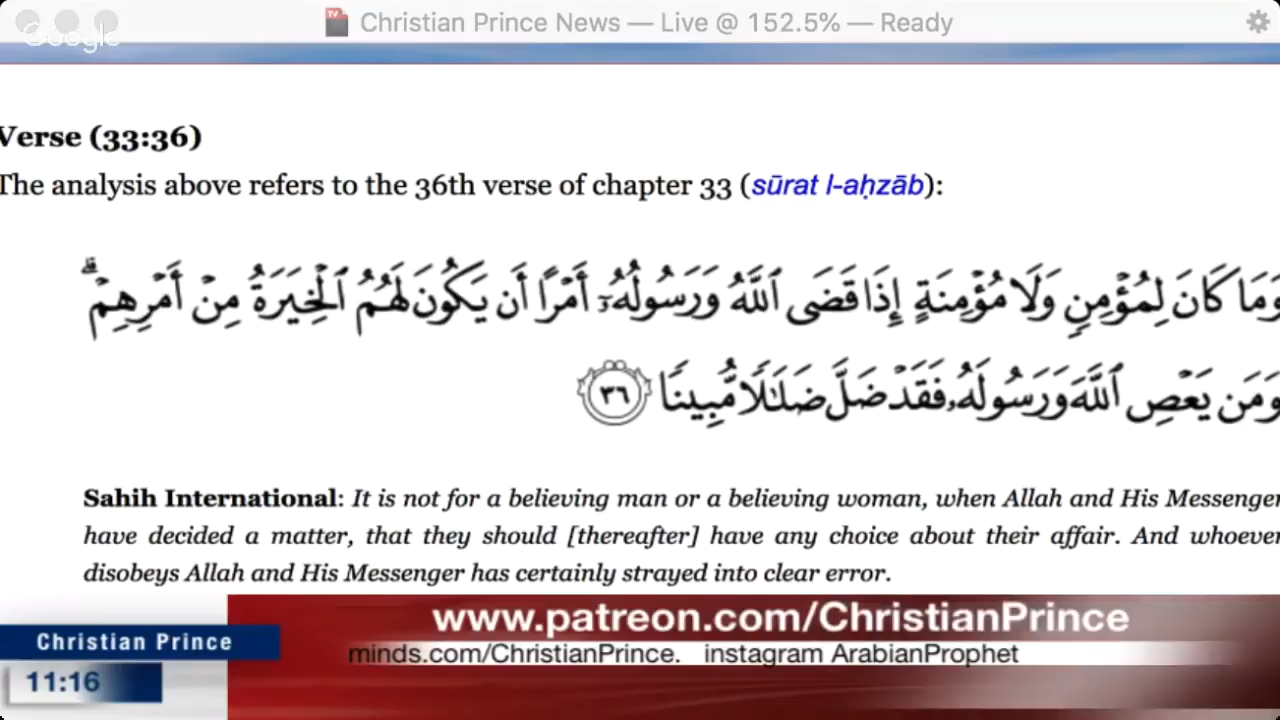 Christian Prince News — Live @ 152.5% — Ready
Google
Verse (33:36)
The analysis above refers to the 36th verse of chapter 33 (sūrat l-aḥzāb):
وَمَا كَانَ لِمُؤْمِنٍ وَلَا مُؤْمِنَةٍ إِذَا قَضَى ٱللَّهُ وَرَسُولُهُۥٓ أَمْرًا أَن يَكُونَ لَهُمُ ٱلْخِيَرَةُ مِنْ أَمْرِهِمْ ۗ
وَمَن يَعْصِ ٱللَّهَ وَرَسُولَهُۥ فَقَدْ ضَلَّ ضَلَٰلًا مُّبِينًا ٣٦
Sahih International: It is not for a believing man or a believing woman, when Allah and His Messenger
have decided a matter, that they should [thereafter] have any choice about their affair. And whoever
disobeys Allah and His Messenger has certainly strayed into clear error.
www.patreon.com/ChristianPrince
Christian Prince
minds.com/ChristianPrince. instagram ArabianProphet
11:16